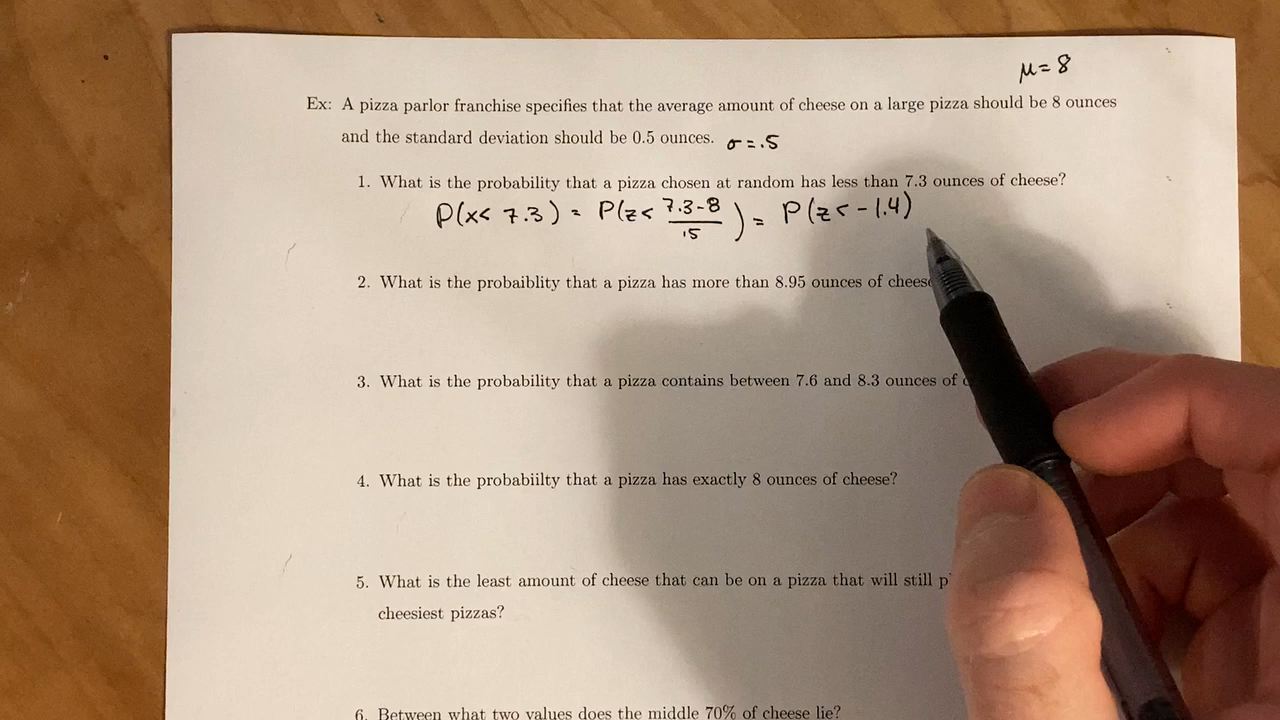 μ=8
Ex: A pizza parlor franchise specifies that the average amount of cheese on a large pizza should be 8 ounces
and the standard deviation should be 0.5 ounces. σ=.5
1. What is the probability that a pizza chosen at random has less than 7.3 ounces of cheese?
P(x< 7.3) = P(z< 7.3-8 / .5) = P(z< -1.4)
2. What is the probaiblity that a pizza has more than 8.95 ounces of
3. What is the probability that a pizza contains between 7.6 and 8.3 ounces of
4. What is the probabiilty that a pizza has exactly 8 ounces of cheese?
5. What is the least amount of cheese that can be on a pizza that will still
cheesiest pizzas?
6. Between what two values does the middle 70% of cheese lie?